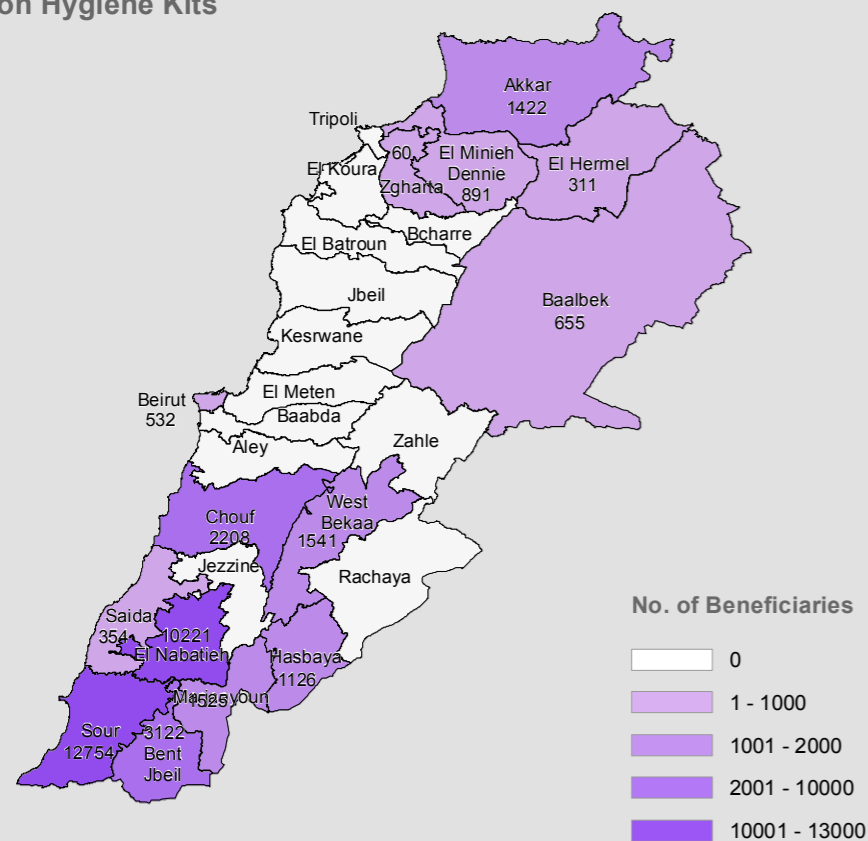 on Hygiene Kits
Akkar
1422
Tripoli
60
Zgharta
El Minieh
Dennie
891
El Hermel
311
El Koura
Bcharre
El Batroun
Jbeil
Baalbek
655
Kesrwane
El Meten
Beirut
532
Baabda
Zahle
Aley
West
Bekaa
1541
Chouf
2208
Jezzine
Rachaya
Saida
354
10221
El Nabatieh
Hasbaya
1126
Marjaayoun
1525
Sour
12754
3122
Bent
Jbeil
No. of Beneficiaries
0
1 - 1000
1001 - 2000
2001 - 10000
10001 - 13000